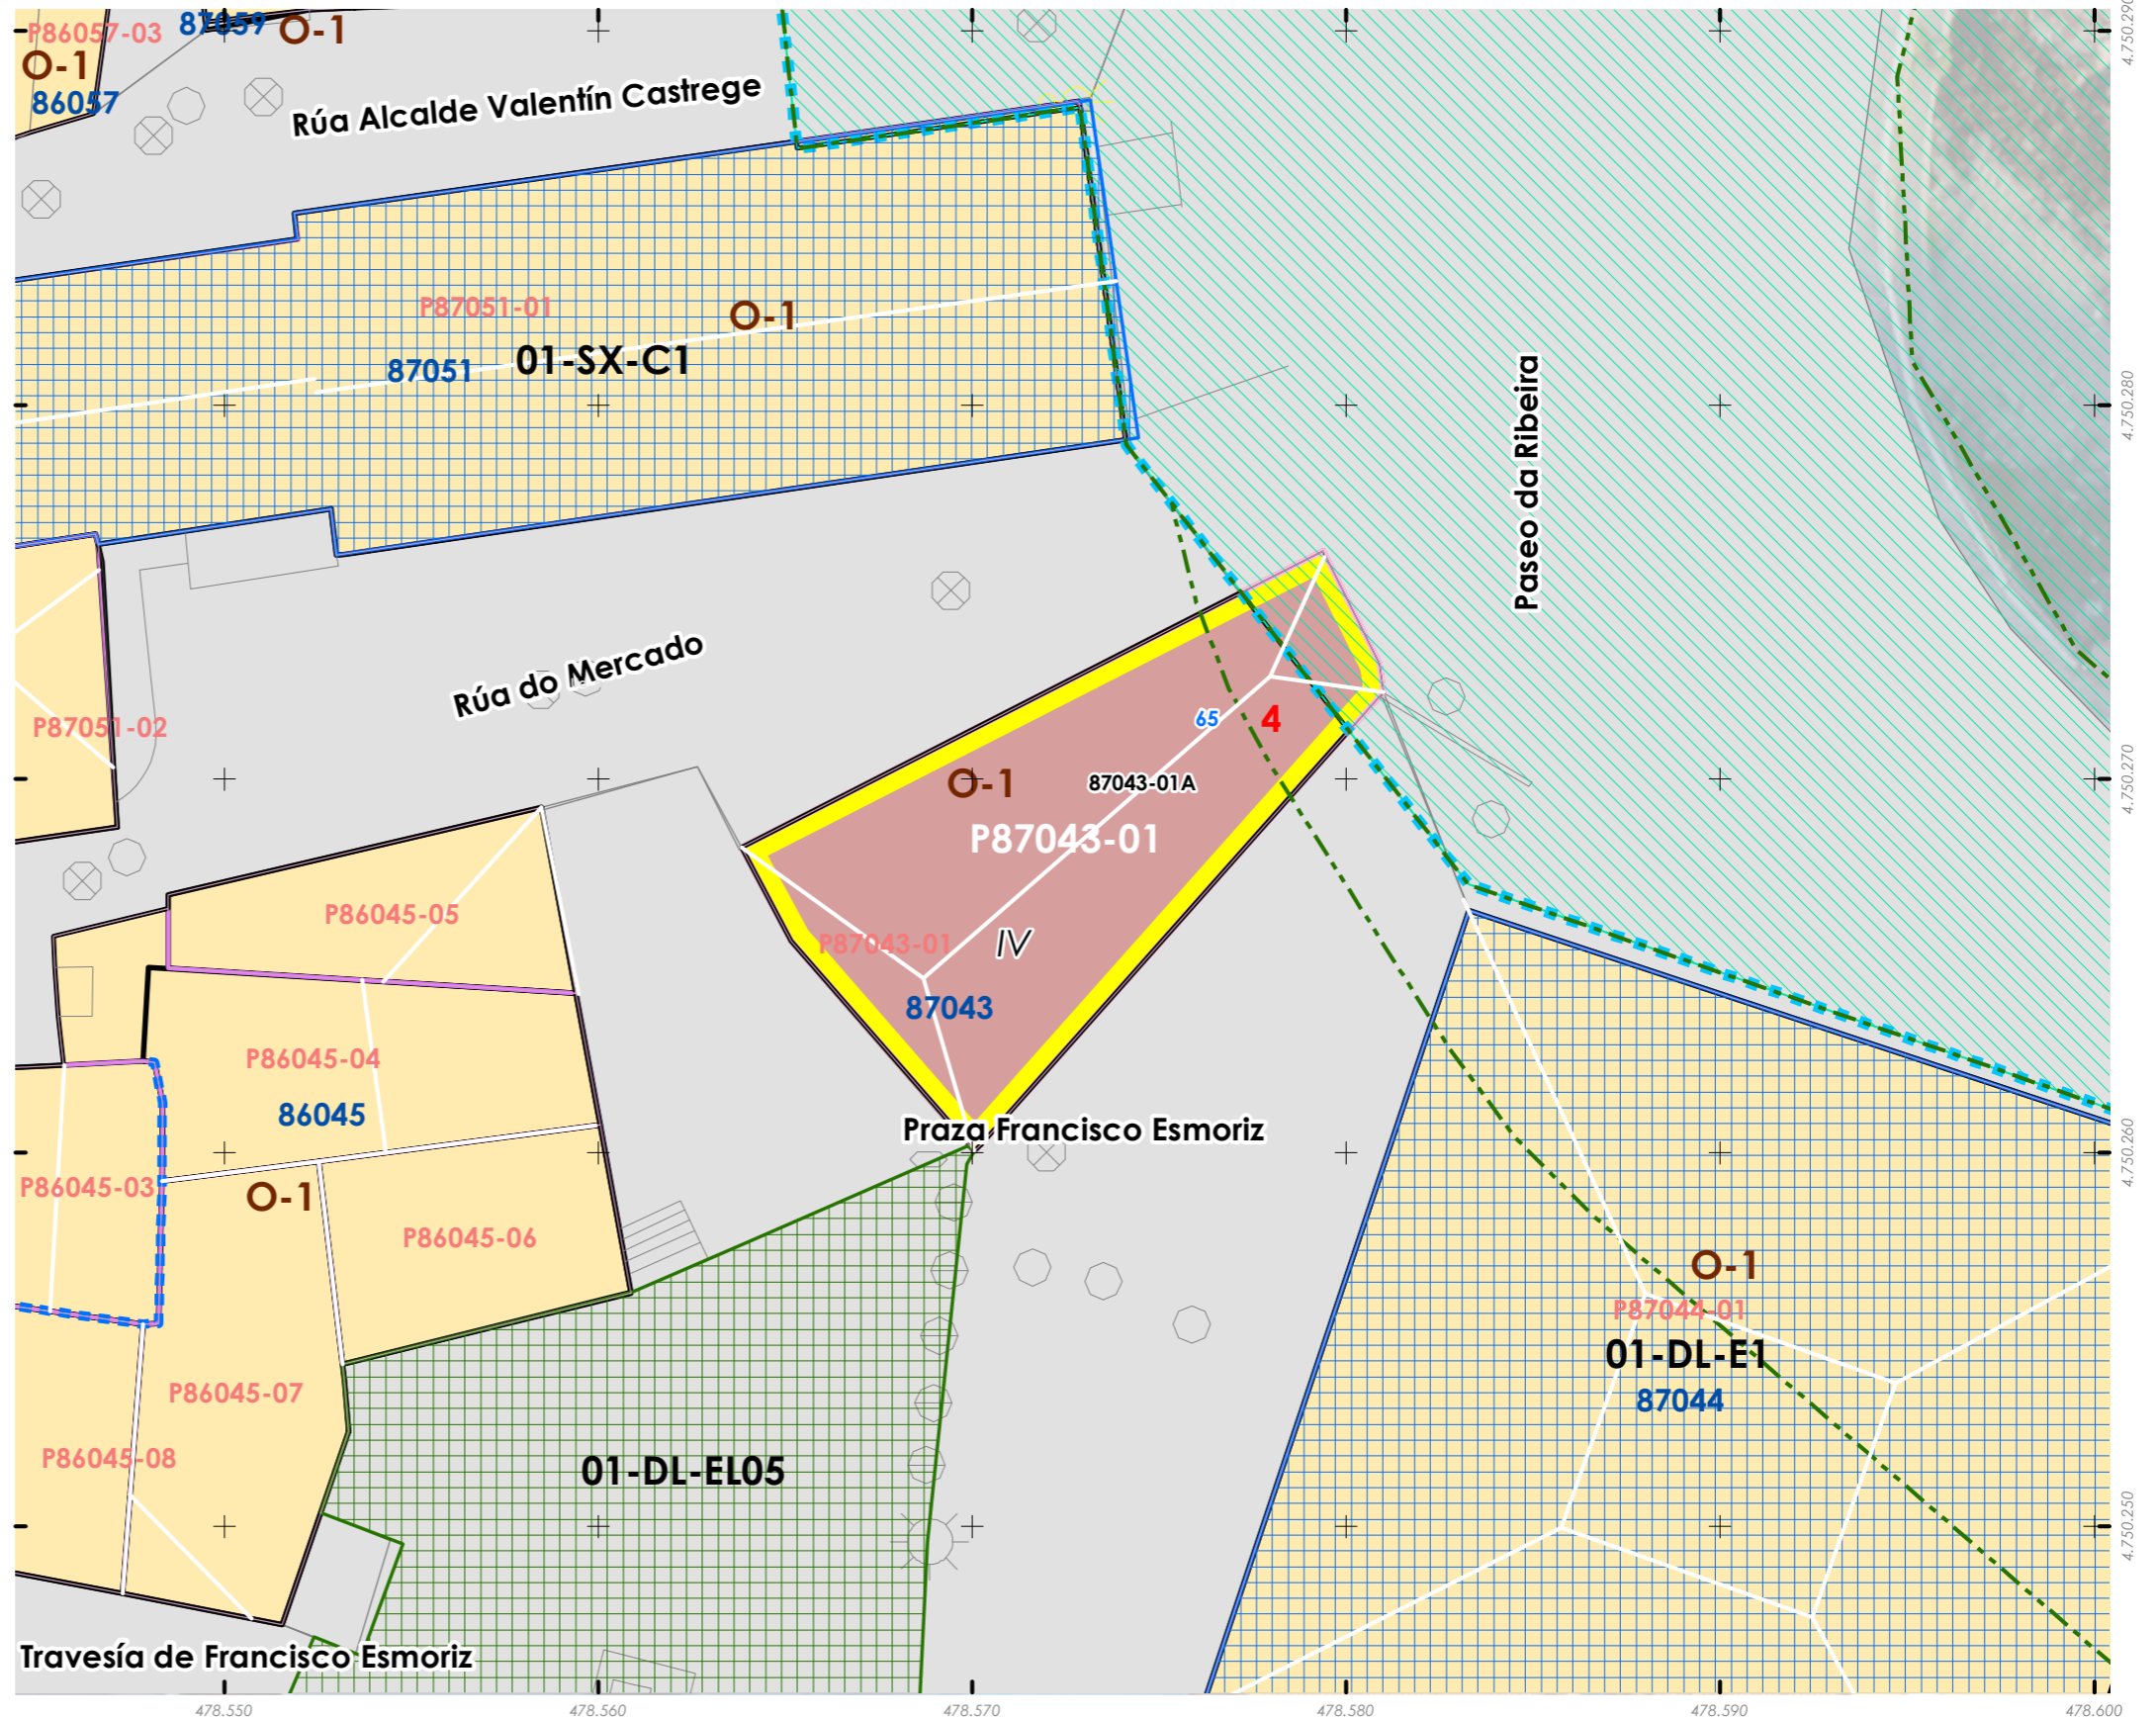 P86057-03
87059
O-1
O-1
86057
Rúa Alcalde Valentín Castrege
4.750.290
P87051-01
O-1
01-SX-C1
87051
4.750.280
Paseo da Ribeira
Rúa do Mercado
P87051-02
65
4
O-1
87043-01A
4.750.270
P87043-01
P86045-05
P87043-01
IV
87043
P86045-04
86045
Praza Francisco Esmoriz
4.750.260
P86045-03
O-1
P86045-06
O-1
P87044-01
01-DL-E1
87044
P86045-07
P86045-08
01-DL-EL05
4.750.250
Travesía de Francisco Esmoriz
478.550
478.560
478.570
478.580
478.590
478.600